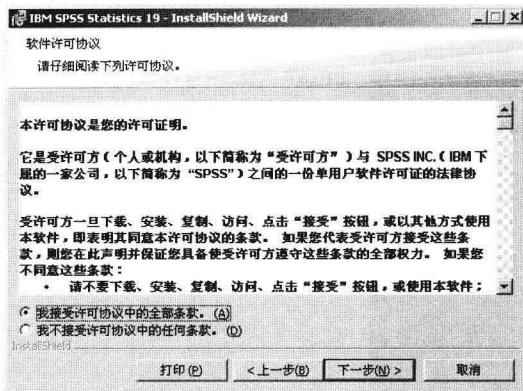 IBM SPSS Statistics 19 - InstallShield Wizard
软件许可协议
请仔细阅读下列许可协议。
本许可协议是您的许可证明。
它是受许可方（个人或机构，以下简称为“受许可方”）与 SPSS INC.（IBM 下
属的一家公司，以下简称为“SPSS”）之间的一份单用户软件许可证的法律协
议。
受许可方一旦下载、安装、复制、访问、点击“接受”按钮，或以其他方式使用
本软件，即表明其同意本许可协议的条款。 如果您代表受许可方接受这些条
款，则您在此声明并保证您具备使受许可方遵守这些条款的全部权力。 如果您
不同意这些条款：
• 请不要下载、安装、复制、访问、点击“接受”按钮，或使用本软件；
我接受许可协议中的全部条款。(A)
我不接受许可协议中的任何条款。(D)
InstallShield
打印(P)
<上一步(B)
下一步(N) >
取消